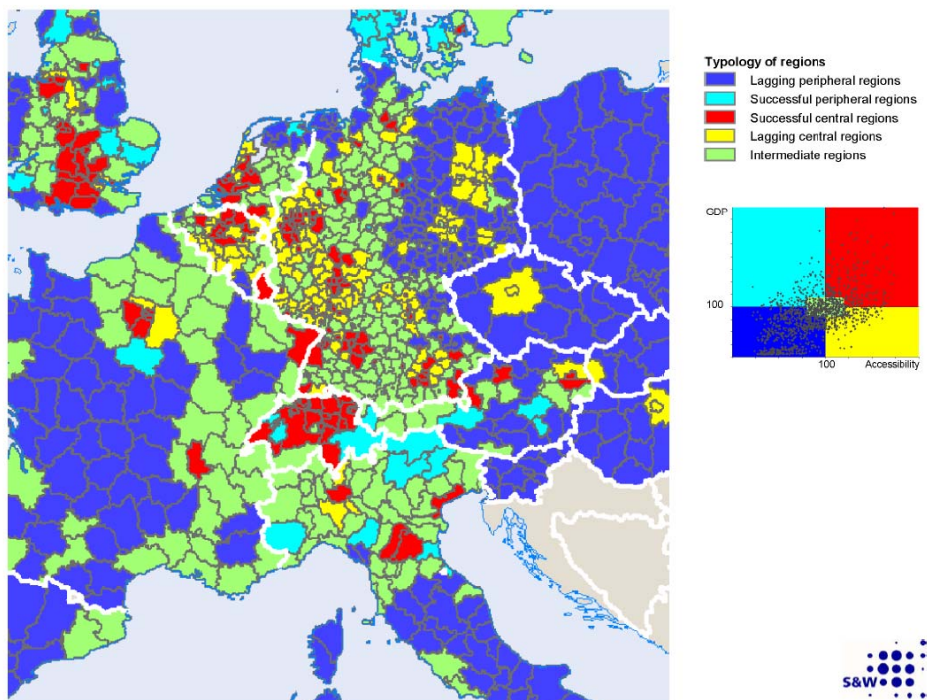 Typology of regions
Lagging peripheral regions
Successful peripheral regions
Successful central regions
Lagging central regions
Intermediate regions
GDP
100
100
Accessibility
S&W